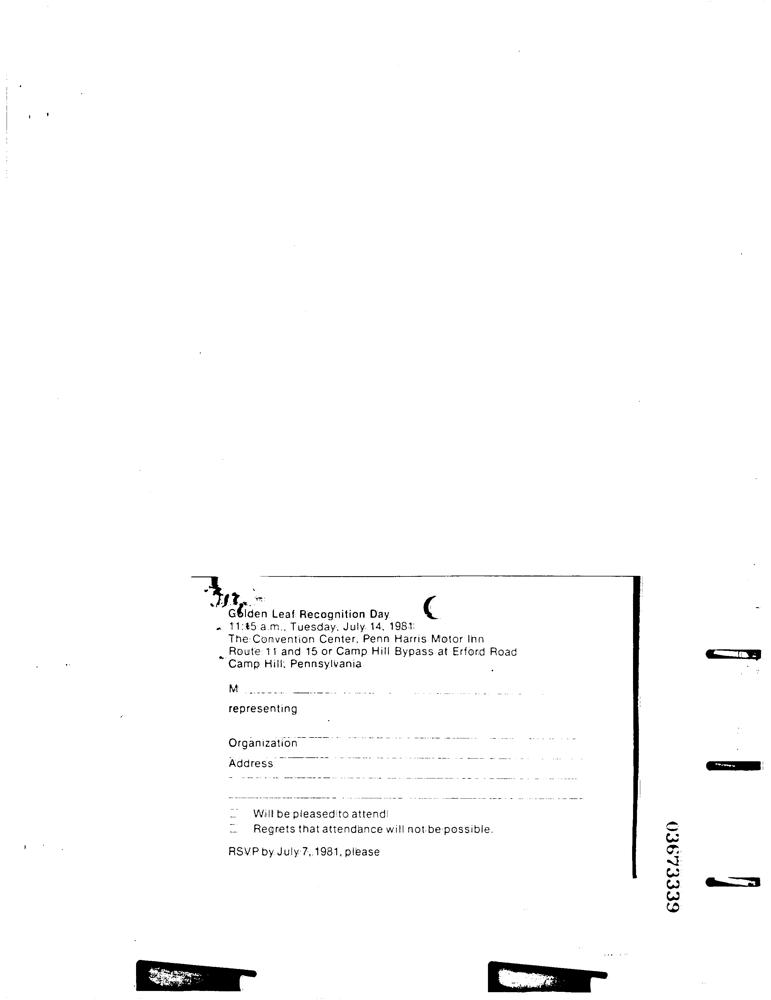 Golden Leaf Recognition Day
11:15 a.m., Tuesday, July 14, 1981
The Convention Center, Penn Harris Motor Inn
Route 11 and 15 or Camp Hill Bypass at Erford Road
Camp Hill, Pennsylvania
M
representing
Organization
Address
Will be pleased to attend
Regrets that attendance will not be possible.
RSVP by July 7, 1981, please
03673339